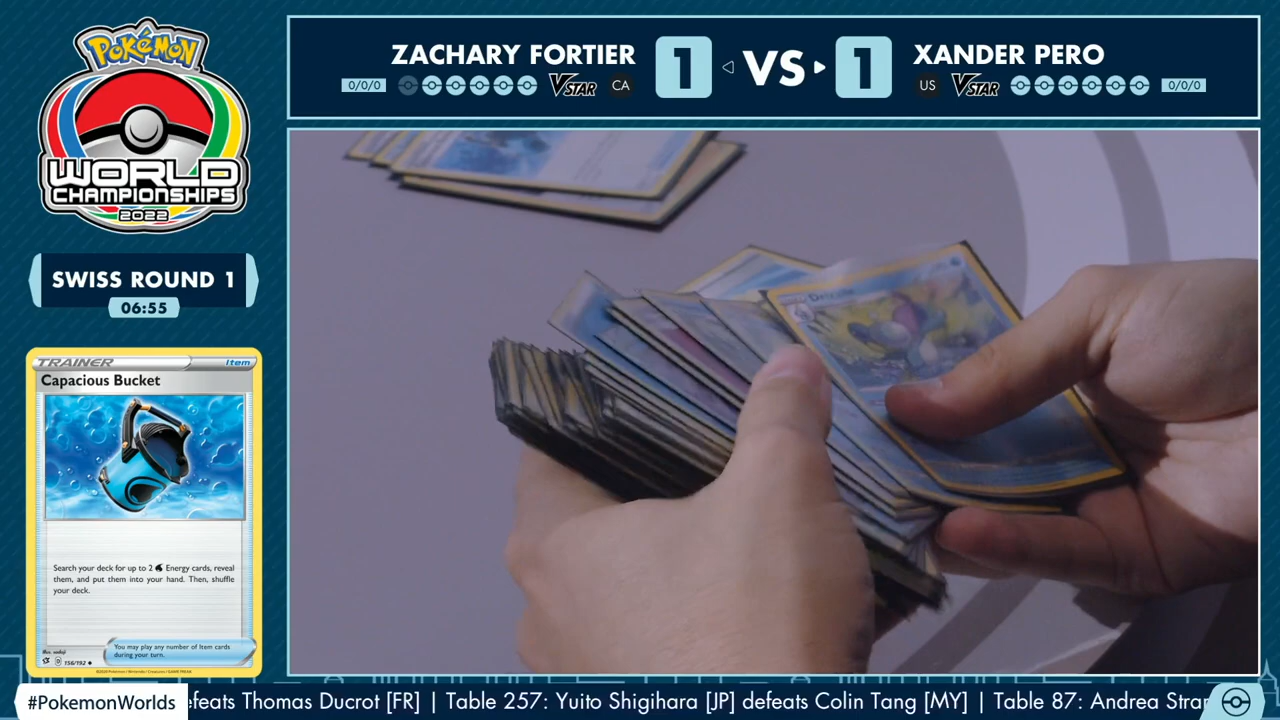 Pokémon
WORLD
CHAMPIONSHIPS
2022
ZACHARY FORTIER
1
VS
1
XANDER PERO
0/0/0
VSTAR
CA
US
VSTAR
0/0/0
SWISS ROUND 1
06:55
TRAINER
Item
Capacious Bucket
Search your deck for up to 2 Energy cards, reveal
them, and put them into your hand. Then, shuffle
your deck.
You may play any number of Item cards
during your turn.
156/192
#PokemonWorlds
efeats Thomas Ducrot [FR] | Table 257: Yuito Shigihara [JP] defeats Colin Tang [MY] | Table 87: Andrea Stra